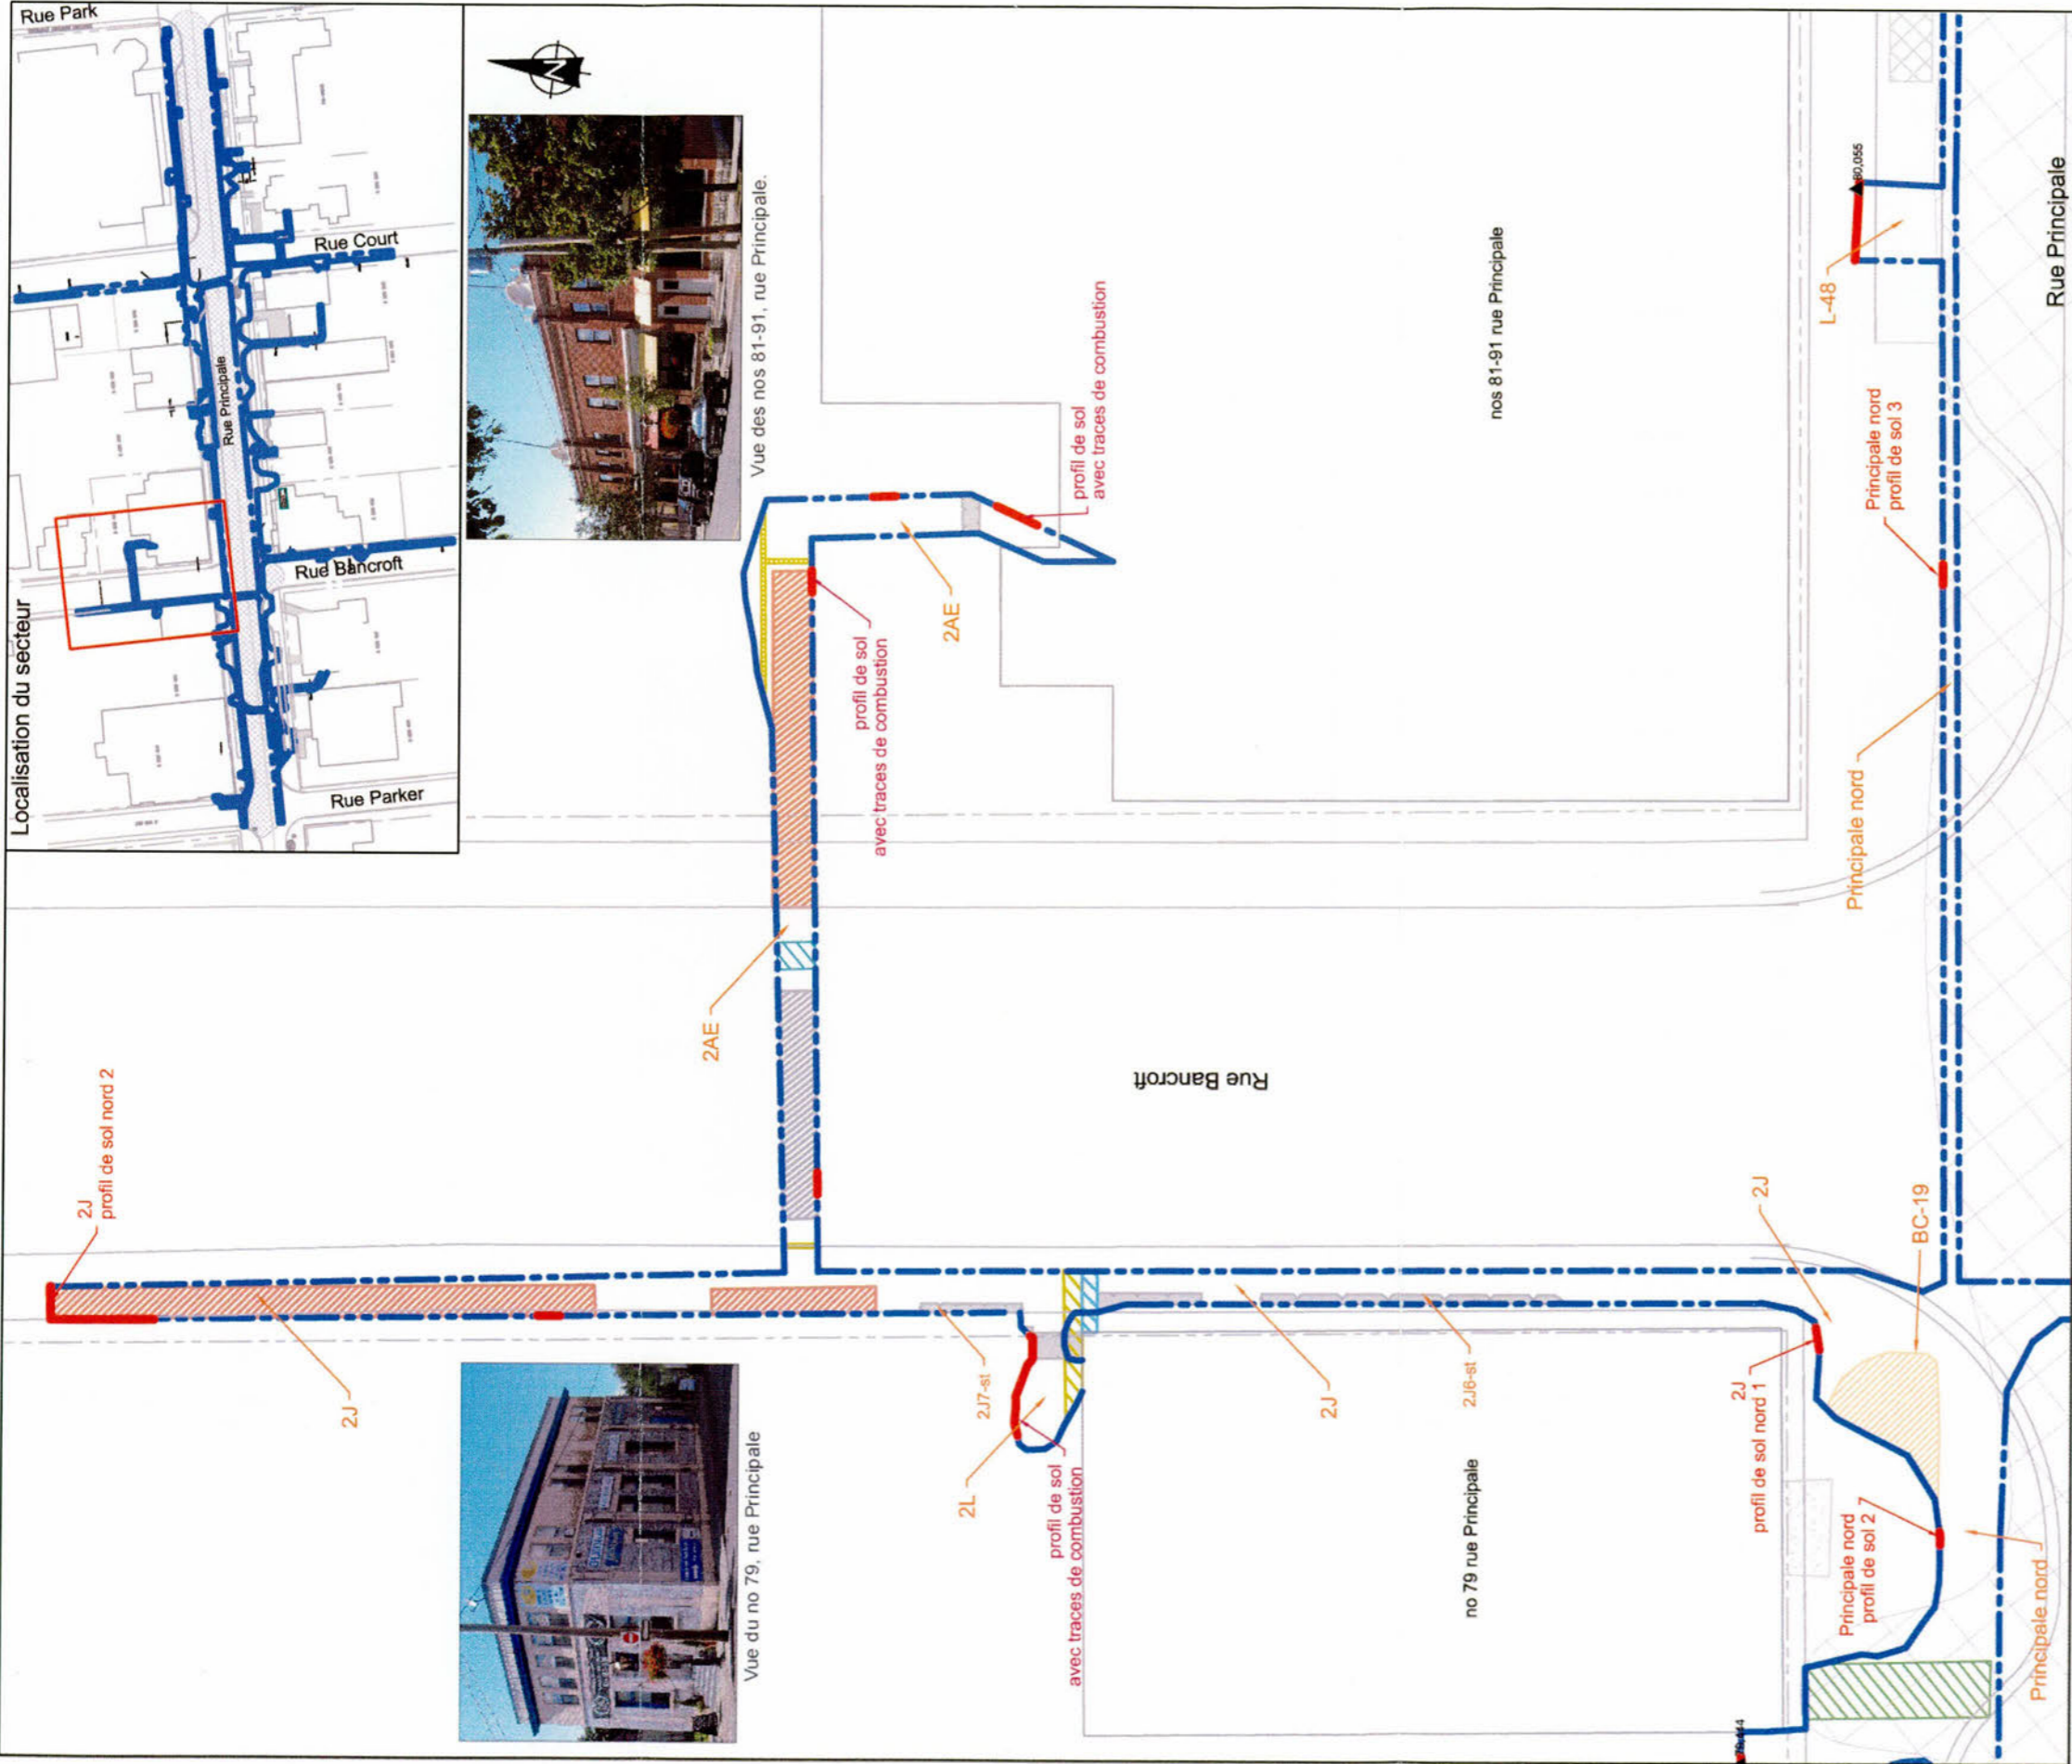 Localisation du secteur
Rue Park
Rue Court
Rue Principale
Rue Bancroft
Rue Parker
Vue des nos 81-91, rue Principale.
N
2J
profil de sol nord 2
2AE
profil de sol
avec traces de combustion
2AE
profil de sol
avec traces de combustion
nos 81-91 rue Principale
L-48
80,055
Principale nord
profil de sol 3
Rue Principale
Principale nord
Rue Bancroft
2J
Vue du no 79, rue Principale
2J7-st
2L
profil de sol
avec traces de combustion
2J
2J6-st
no 79 rue Principale
2J
2J
profil de sol nord 1
BC-19
Principale nord
profil de sol 2
Principale nord